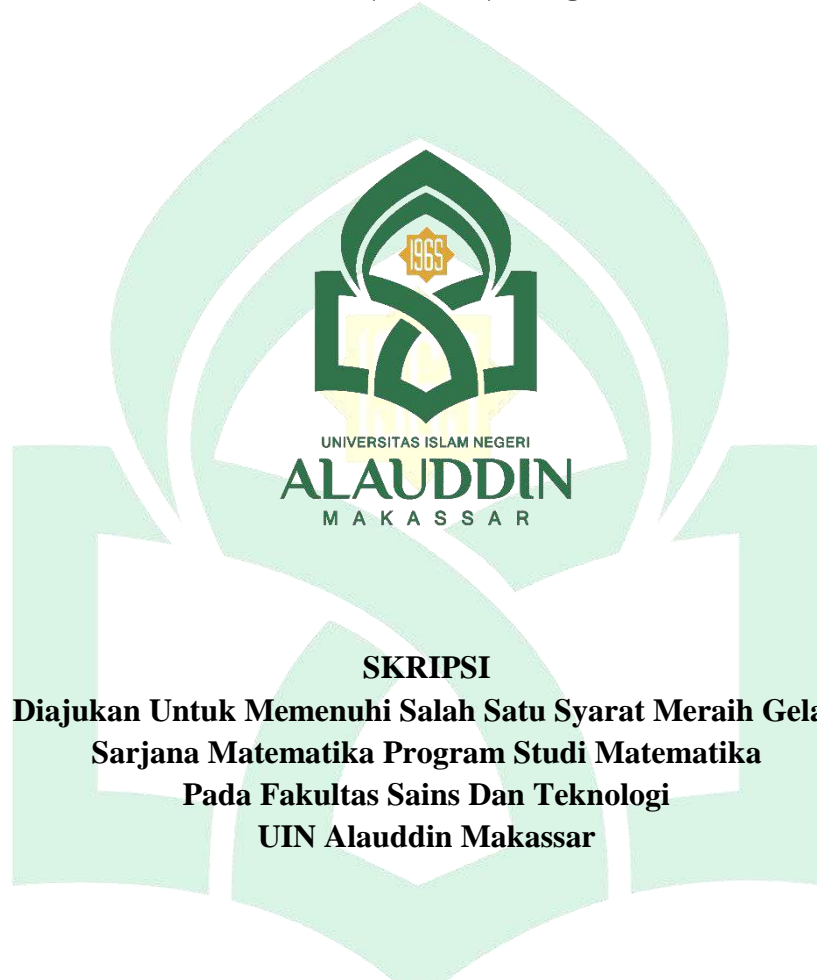 1965
UNIVERSITAS ISLAM NEGERI
ALAUDDIN
MAKASSAR
SKRIPSI
Diajukan Untuk Memenuhi Salah Satu Syarat Meraih Gela
Sarjana Matematika Program Studi Matematika
Pada Fakultas Sains Dan Teknologi
UIN Alauddin Makassar